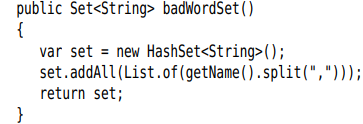 public Set<String> badWordSet()
{
   var set = new HashSet<String>();
   set.addAll(List.of(getName().split(",")));
   return set;
}